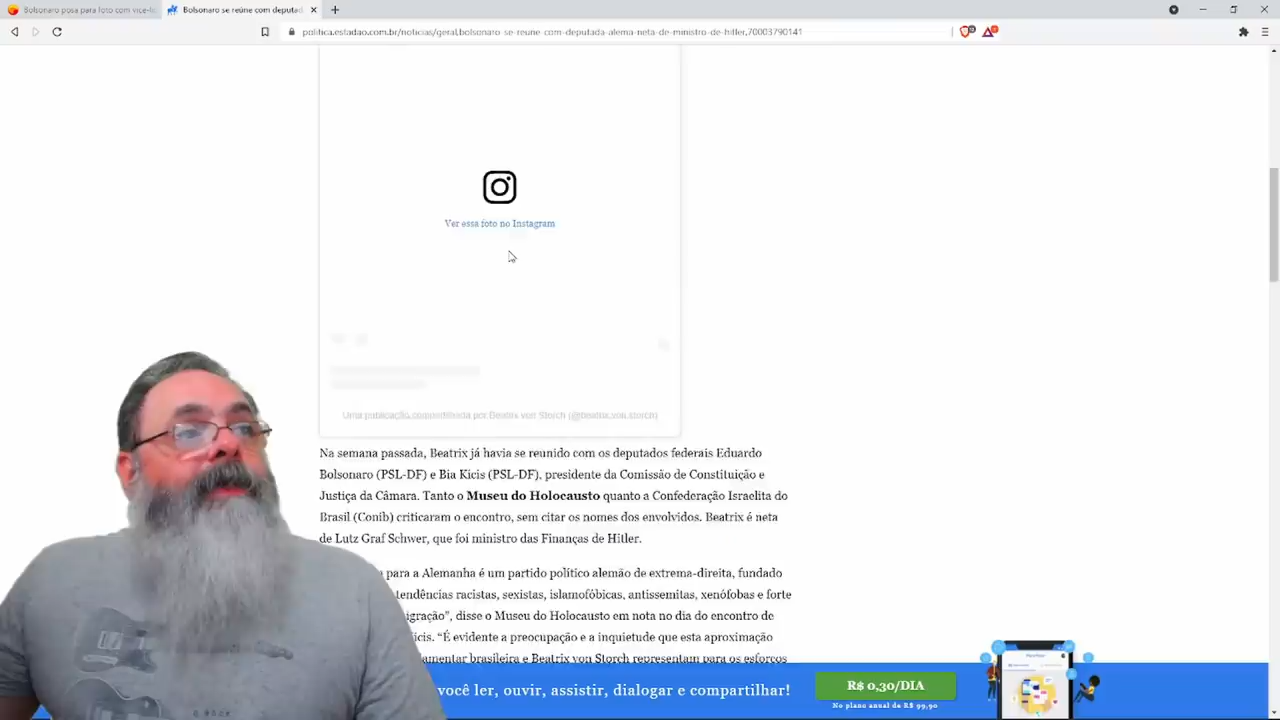 Bolsonaro posa para foto com vice-lí
Bolsonaro se reúne com deputad
politica.estadao.com.br/noticias/geral,bolsonaro-se-reune-com-deputada-alema-neta-de-ministro-de-hitler,70003790141
Ver essa foto no Instagram
Uma publicação compartilhada por Beatrix von Storch (@beatrix.von.storch)
Na semana passada, Beatrix já havia se reunido com os deputados federais Eduardo
Bolsonaro (PSL-DF) e Bia Kicis (PSL-DF), presidente da Comissão de Constituição e
Justiça da Câmara. Tanto o Museu do Holocausto quanto a Confederação Israelita do
Brasil (Conib) criticaram o encontro, sem citar os nomes dos envolvidos. Beatrix é neta
de Lutz Graf Schwer, que foi ministro das Finanças de Hitler.
para a Alemanha é um partido político alemão de extrema-direita, fundado
tendências racistas, sexistas, islamofóbicas, antissemitas, xenófobas e forte
igração”, disse o Museu do Holocausto em nota no dia do encontro de
icis. “É evidente a preocupação e a inquietude que esta aproximação
amentar brasileira e Beatrix von Storch representam para os esforços
você ler, ouvir, assistir, dialogar e compartilhar!
R$ 0,30/DIA
No plano anual de R$ 99,90